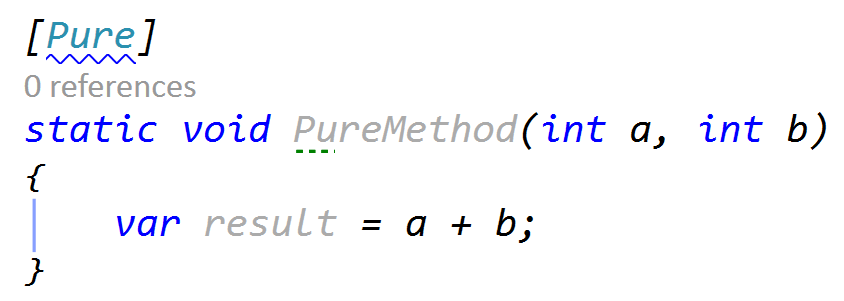 [Pure]
0 references
static void PureMethod(int a, int b)
{
    var result = a + b;
}